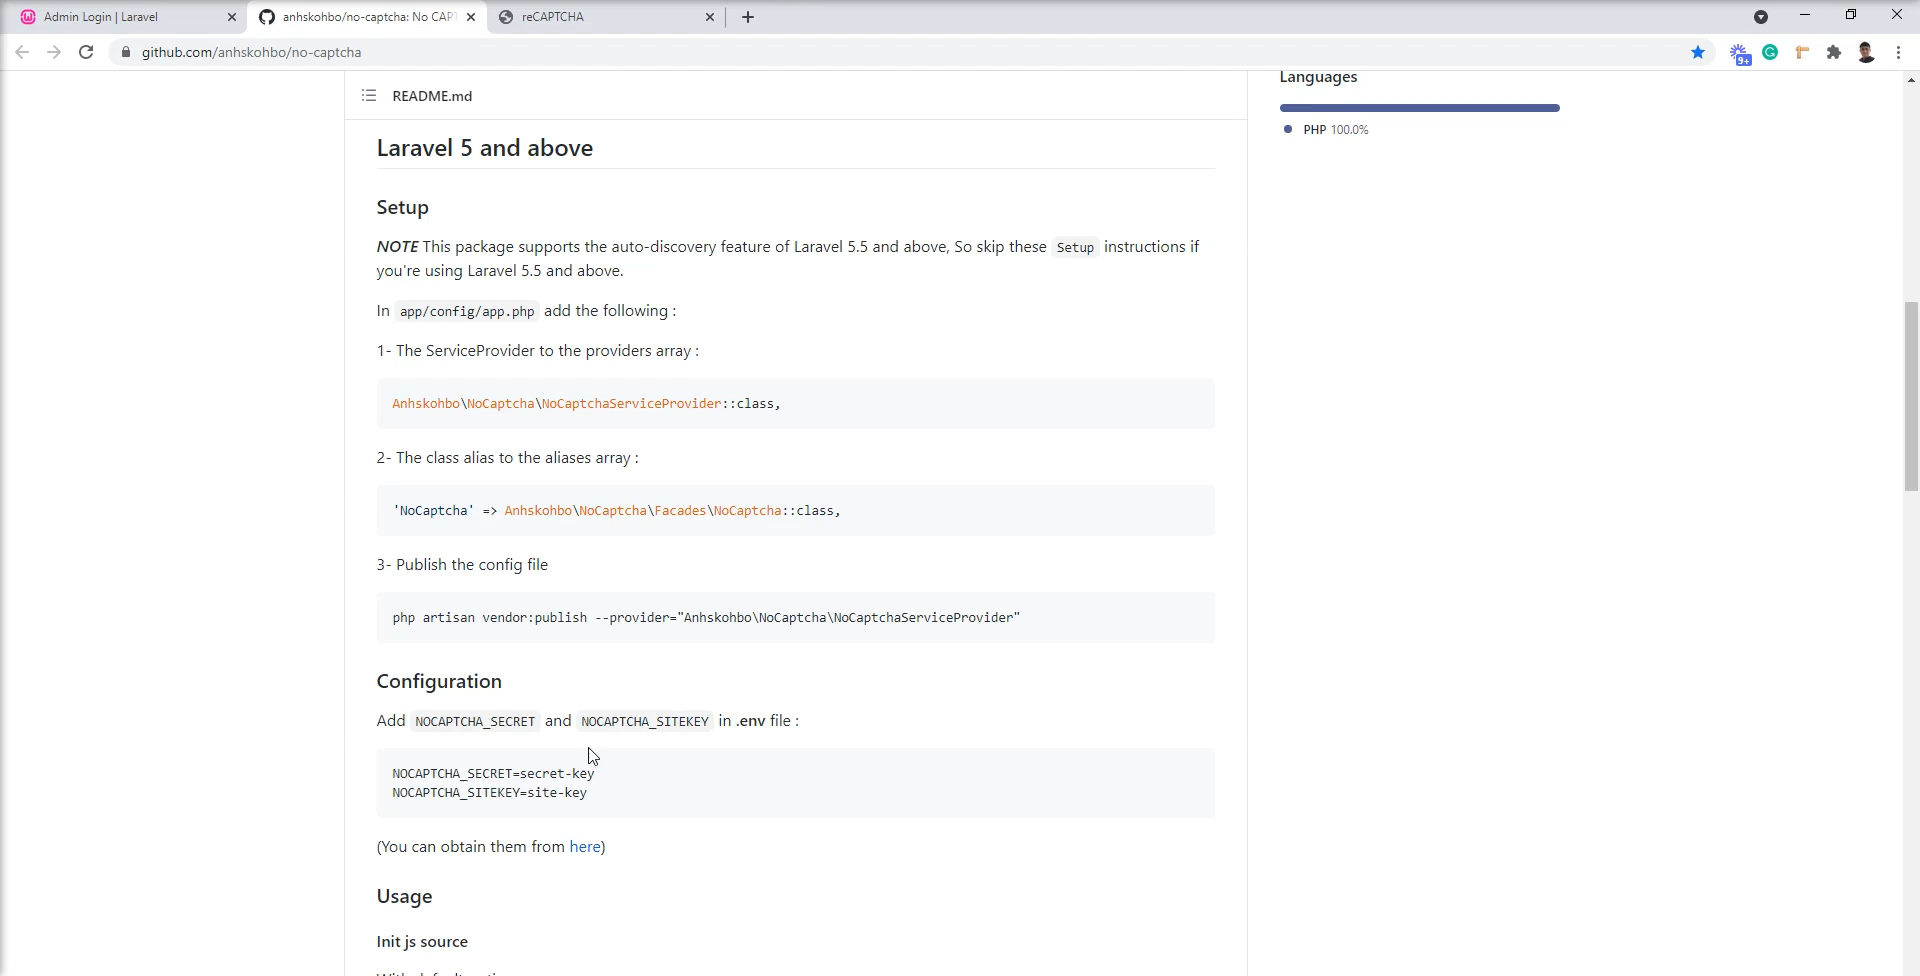 Admin Login | Laravel
anhskohbo/no-captcha: No CAP
reCAPTCHA
github.com/anhskohbo/no-captcha
9+
README.md
Languages
PHP 100.0%
Laravel 5 and above
Setup
NOTE This package supports the auto-discovery feature of Laravel 5.5 and above, So skip these Setup instructions if
you're using Laravel 5.5 and above.
In app/config/app.php add the following :
1- The ServiceProvider to the providers array :
Anhskohbo\NoCaptcha\NoCaptchaServiceProvider::class,
2- The class alias to the aliases array :
'NoCaptcha' => Anhskohbo\NoCaptcha\Facades\NoCaptcha::class,
3- Publish the config file
php artisan vendor:publish --provider="Anhskohbo\NoCaptcha\NoCaptchaServiceProvider"
Configuration
Add NOCAPTCHA_SECRET and NOCAPTCHA_SITEKEY in .env file :
NOCAPTCHA_SECRET=secret-key
NOCAPTCHA_SITEKEY=site-key
(You can obtain them from here)
Usage
Init js source